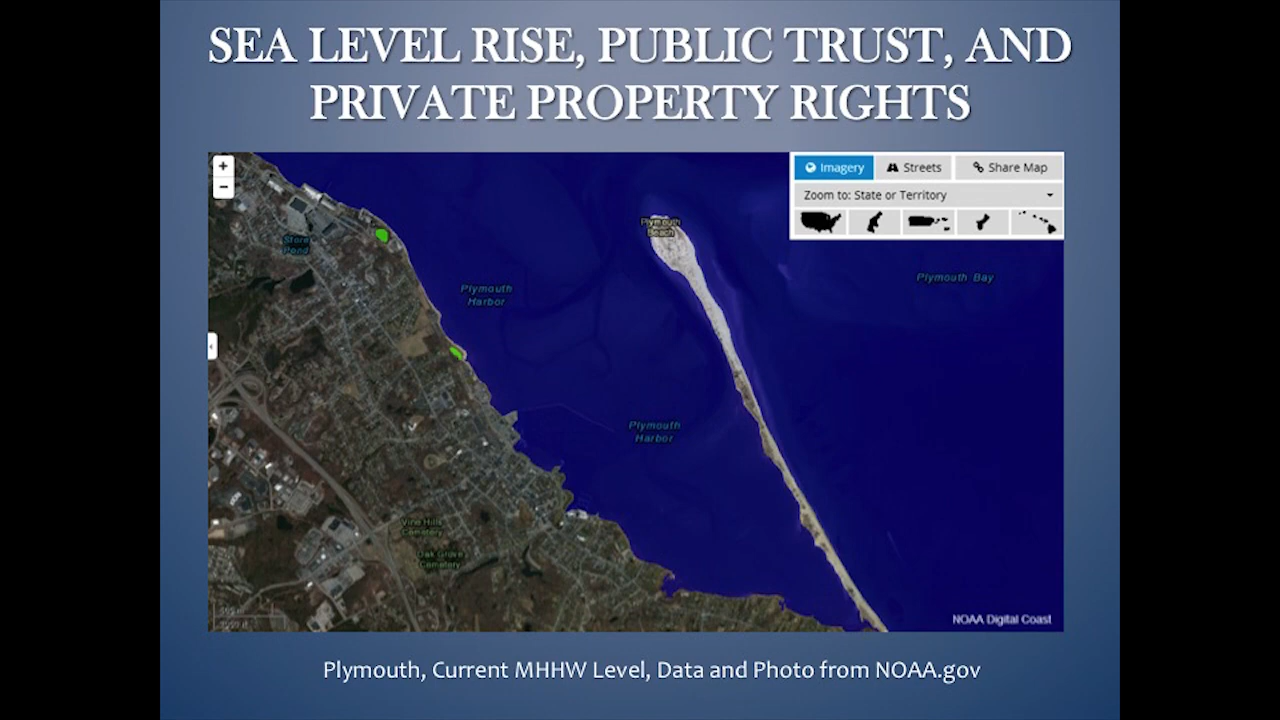 SEA LEVEL RISE, PUBLIC TRUST, AND
PRIVATE PROPERTY RIGHTS
+
−
Imagery
Streets
Share Map
Zoom to: State or Territory
Plymouth
Beach
Store
Pond
Plymouth Bay
Plymouth
Harbor
Plymouth
Harbor
Vine Hills
Cemetery
Oak Grove
Cemetery
NOAA Digital Coast
Plymouth, Current MHHW Level, Data and Photo from NOAA.gov